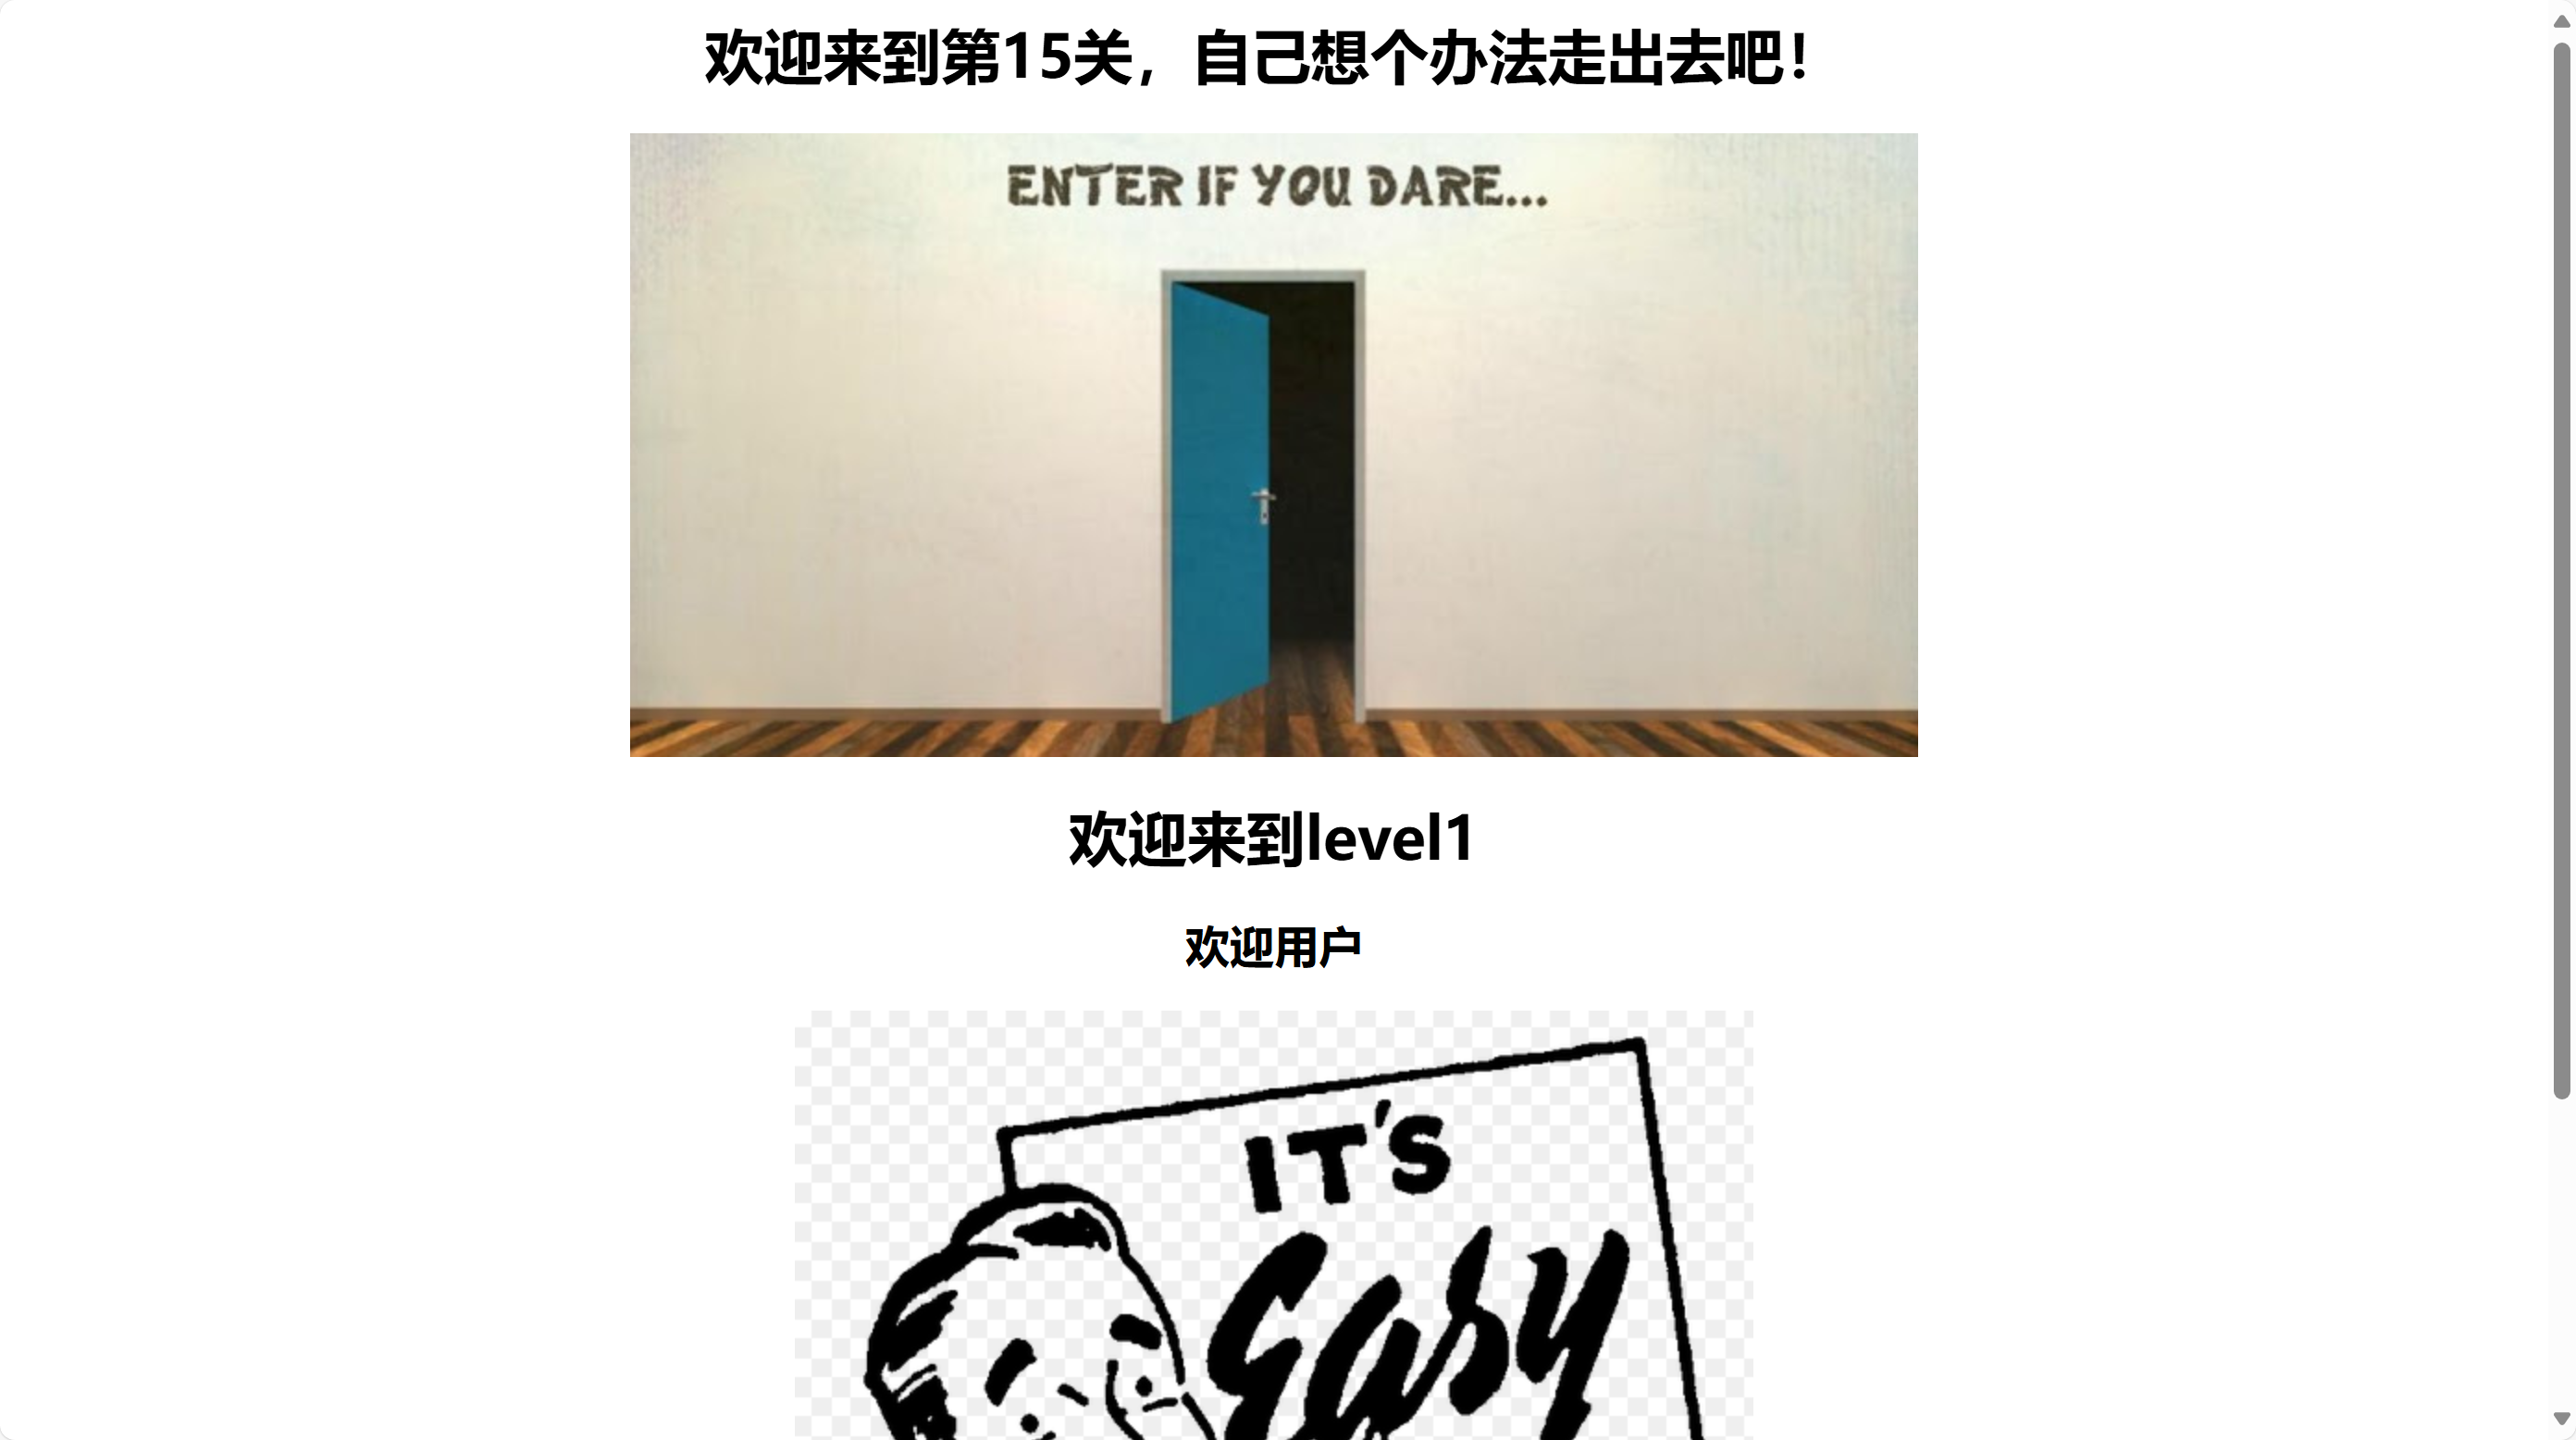 欢迎来到第15关，自己想个办法走出去吧！
ENTER IF YOU DARE...
欢迎来到level1
欢迎用户
IT'S
Easy